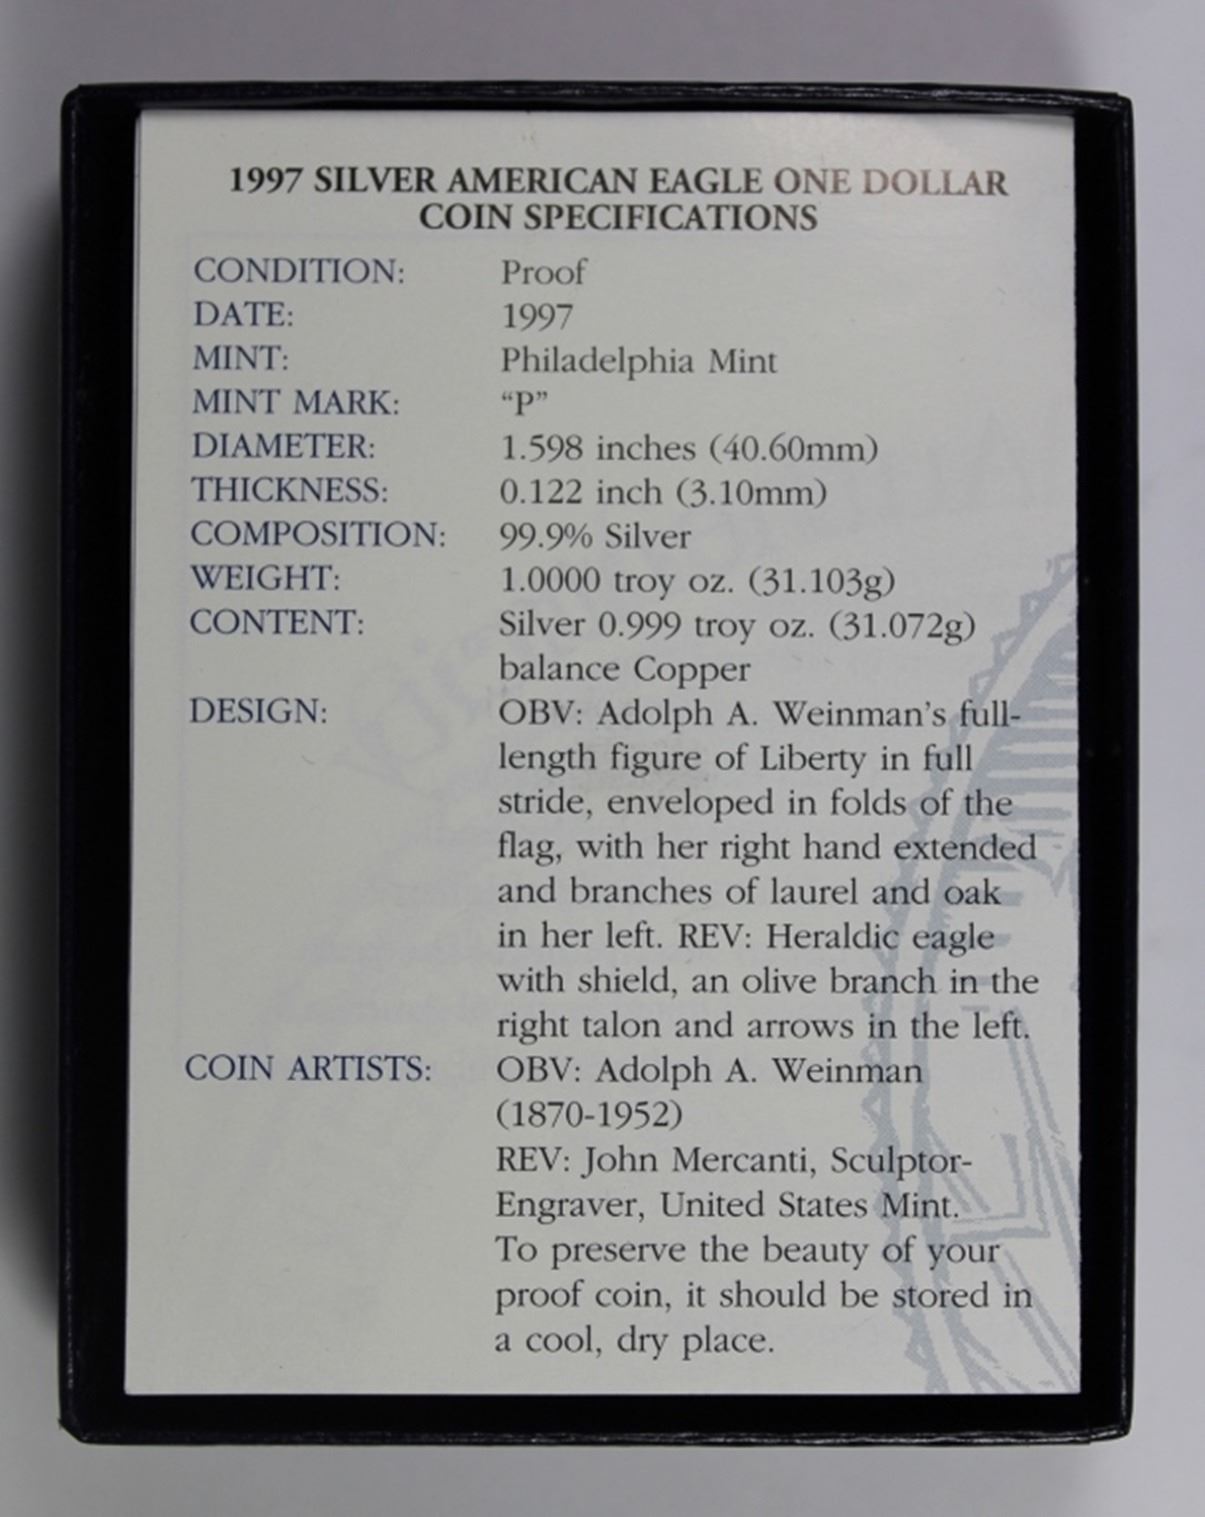 1997 SILVER AMERICAN EAGLE ONE DOLLAR
COIN SPECIFICATIONS
CONDITION: Proof
DATE: 1997
MINT: Philadelphia Mint
MINT MARK: “P”
DIAMETER: 1.598 inches (40.60mm)
THICKNESS: 0.122 inch (3.10mm)
COMPOSITION: 99.9% Silver
WEIGHT: 1.0000 troy oz. (31.103g)
CONTENT: Silver 0.999 troy oz. (31.072g)
balance Copper
DESIGN: OBV: Adolph A. Weinman’s full-
length figure of Liberty in full
stride, enveloped in folds of the
flag, with her right hand extended
and branches of laurel and oak
in her left. REV: Heraldic eagle
with shield, an olive branch in the
right talon and arrows in the left.
COIN ARTISTS: OBV: Adolph A. Weinman
(1870-1952)
REV: John Mercanti, Sculptor-
Engraver, United States Mint.
To preserve the beauty of your
proof coin, it should be stored in
a cool, dry place.